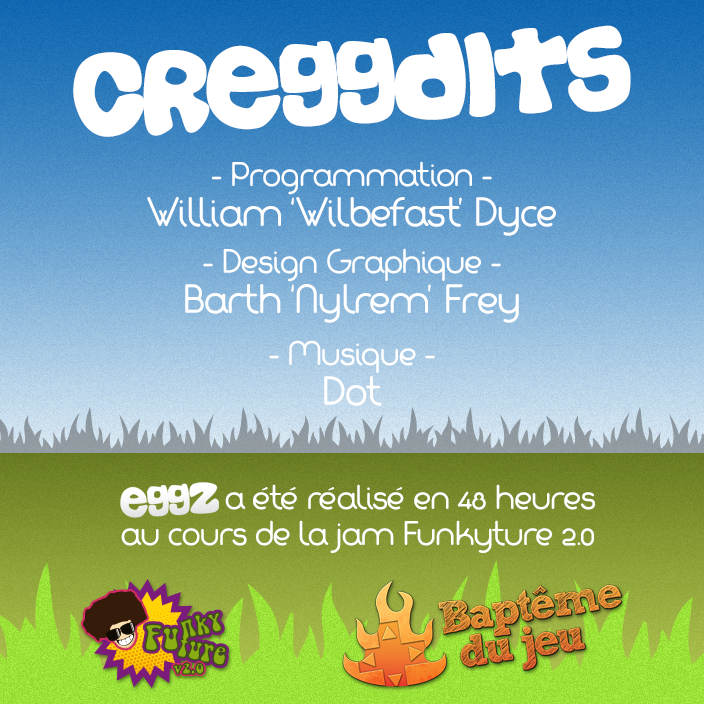 creggdits
- Programmation -
William 'Wilbefast' Dyce
- Design Graphique -
Barth 'Nylrem' Frey
- Musique -
Dot
eggz a été réalisé en 48 heures
au cours de la jam Funkyture 2.0
Funky
Ture
v2.0
Baptême
du jeu